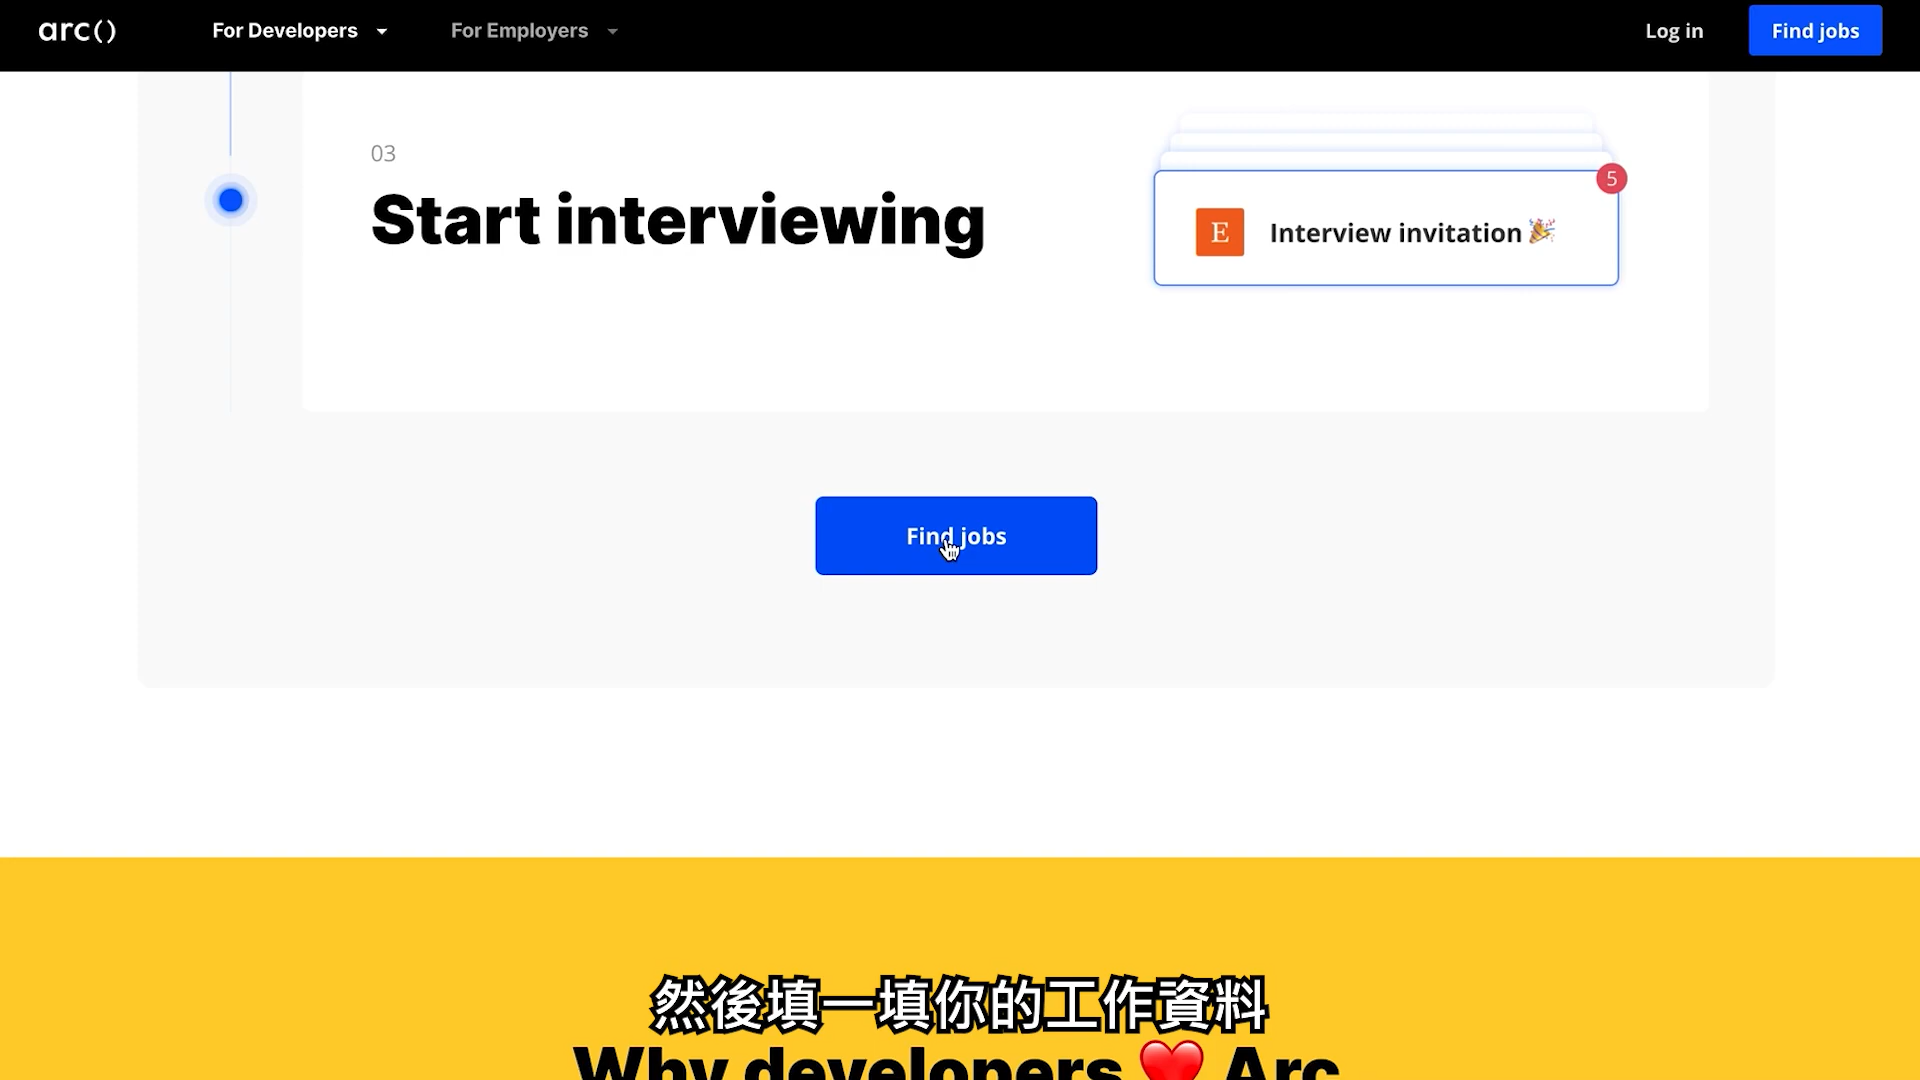 arc()
For Developers
For Employers
Log in
Find jobs
03
Start interviewing
5
E
Interview invitation 🎉
Find jobs
然後填一填你的工作資料
Why developers ❤️ Arc